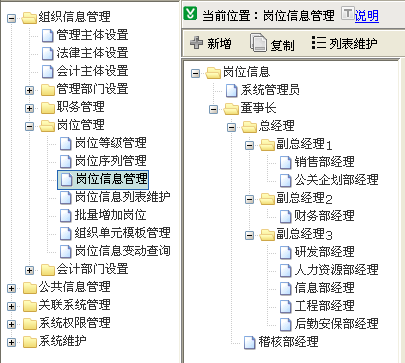 组织信息管理
管理主体设置
法律主体设置
会计主体设置
管理部门设置
职务管理
岗位管理
岗位等级管理
岗位序列管理
岗位信息管理
岗位信息列表维护
批量增加岗位
组织单元模板管理
岗位信息变动查询
会计部门设置
公共信息管理
关联系统管理
系统权限管理
系统维护
当前位置：岗位信息管理 说明
新增 复制 列表维护
岗位信息
系统管理员
董事长
总经理
副总经理1
销售部经理
公关企划部经理
副总经理2
财务部经理
副总经理3
研发部经理
人力资源部经理
信息部经理
工程部经理
后勤安保部经理
稽核部经理